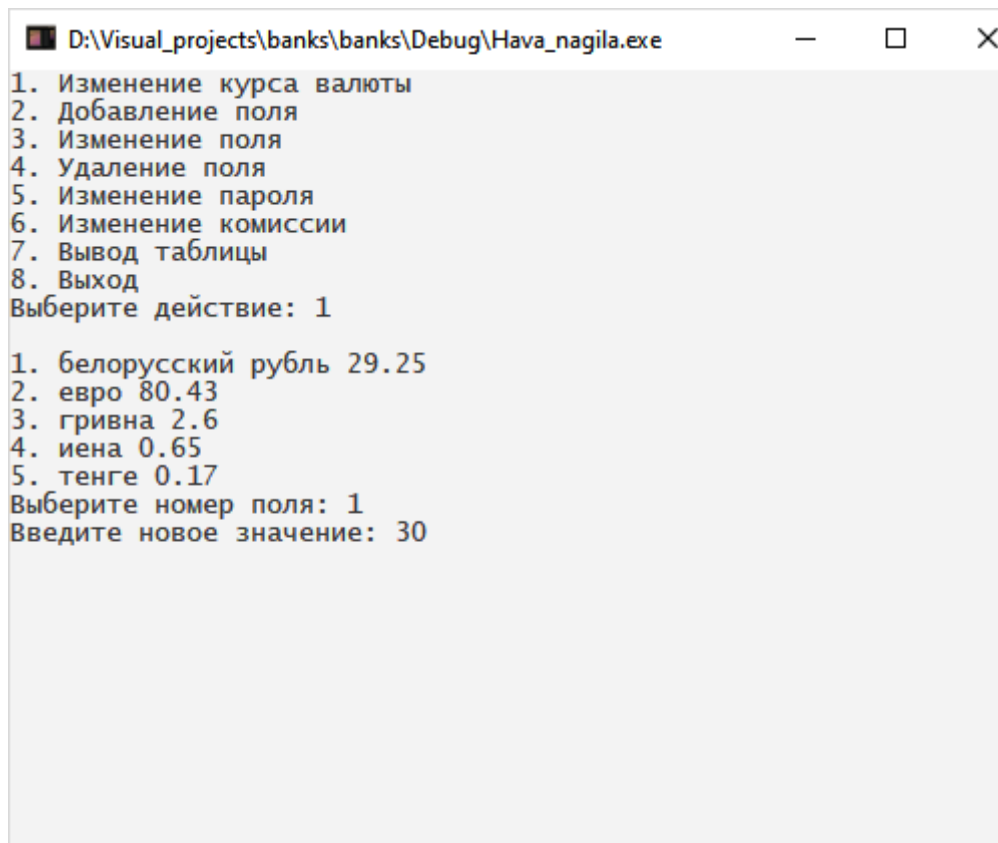 D:\Visual_projects\banks\banks\Debug\Hava_nagila.exe
1. Изменение курса валюты
2. Добавление поля
3. Изменение поля
4. Удаление поля
5. Изменение пароля
6. Изменение комиссии
7. Вывод таблицы
8. Выход
Выберите действие: 1
1. белорусский рубль 29.25
2. евро 80.43
3. гривна 2.6
4. иена 0.65
5. тенге 0.17
Выберите номер поля: 1
Введите новое значение: 30